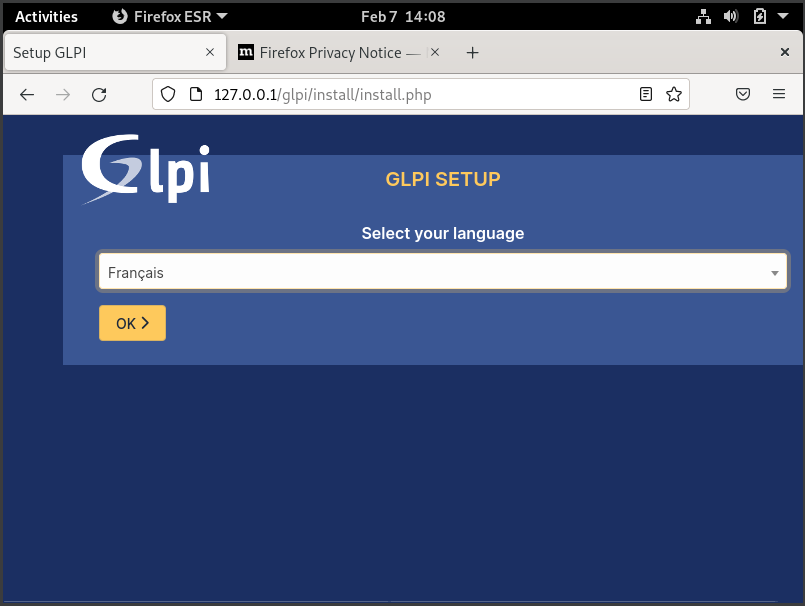 Activities Firefox ESR Feb 7 14:08
Setup GLPI Firefox Privacy Notice —
127.0.0.1/glpi/install/install.php
Glpi
GLPI SETUP
Select your language
Français
OK